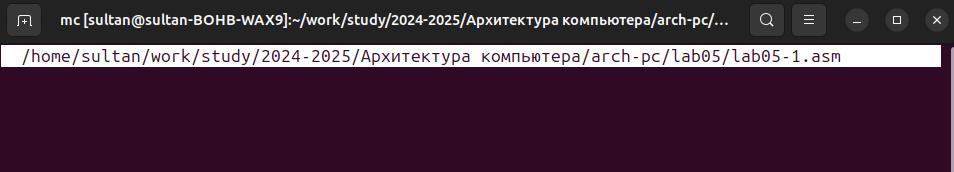 mc [sultan@sultan-BOHB-WAX9]:~/work/study/2024-2025/Архитектура компьютера/arch-pc/...
/home/sultan/work/study/2024-2025/Архитектура компьютера/arch-pc/lab05/lab05-1.asm